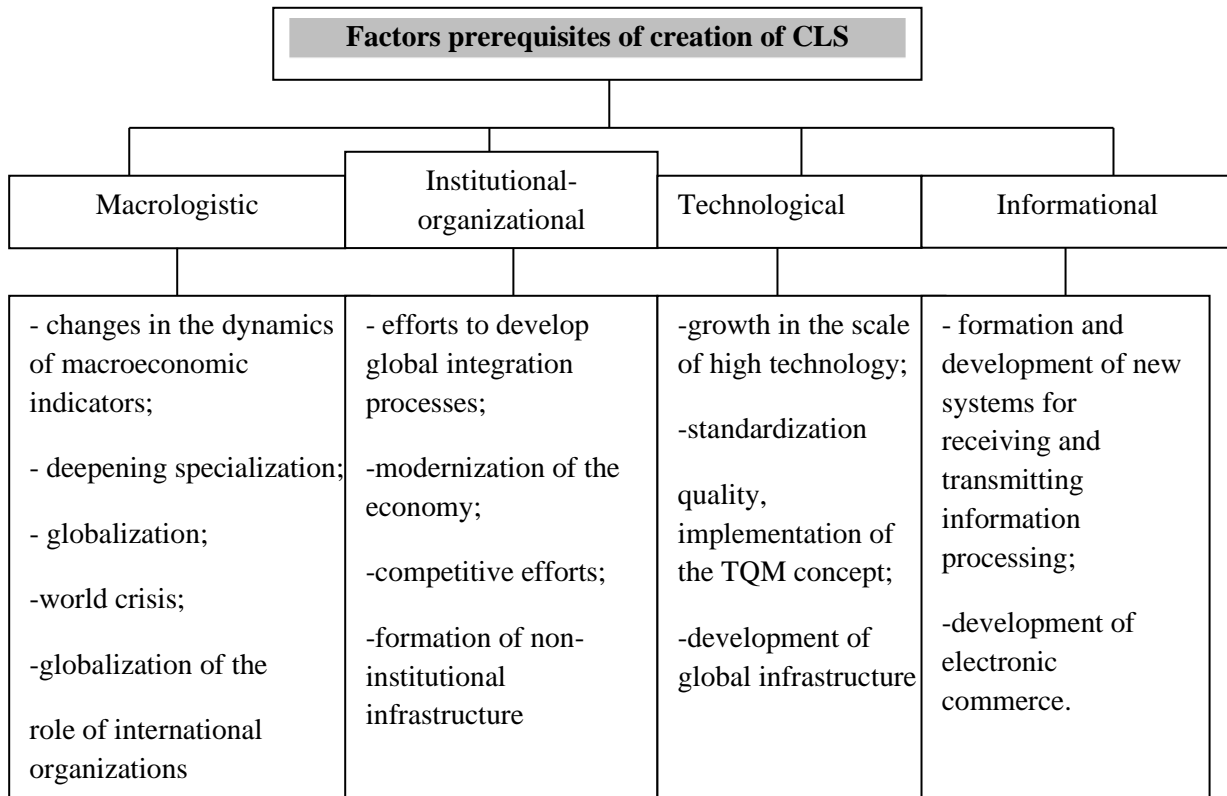 Factors prerequisites of creation of CLS
Macrologistic
Institutional-
organizational
Technological
Informational
- changes in the dynamics
of macroeconomic
indicators;
- deepening specialization;
- globalization;
-world crisis;
-globalization of the
role of international
organizations
- efforts to develop
global integration
processes;
-modernization of the
economy;
-competitive efforts;
-formation of non-
institutional
infrastructure
-growth in the scale
of high technology;
-standardization
quality,
implementation of
the TQM concept;
-development of
global infrastructure
- formation and
development of new
systems for
receiving and
transmitting
information
processing;
-development of
electronic
commerce.